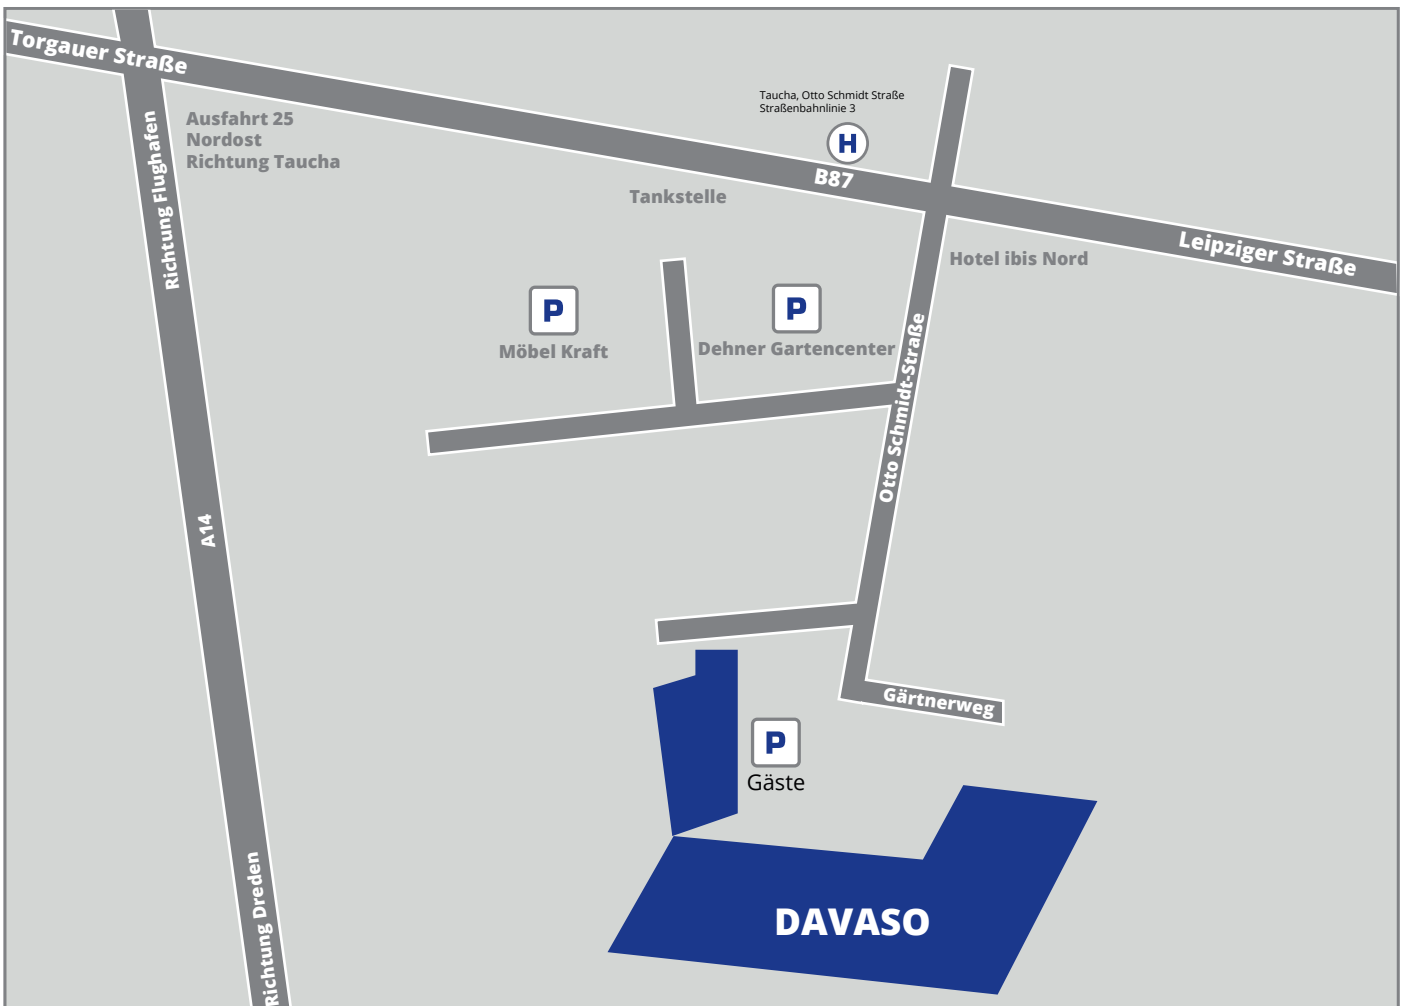 Torgauer Straße
Richtung Flughafen
Ausfahrt 25
Nordost
Richtung Taucha
Taucha, Otto Schmidt Straße
Straßenbahnlinie 3
H
B87
Tankstelle
Leipziger Straße
Hotel ibis Nord
P
Möbel Kraft
P
Dehner Gartencenter
Otto Schmidt-Straße
A14
Gärtnerweg
P
Gäste
Richtung Dreden
DAVASO